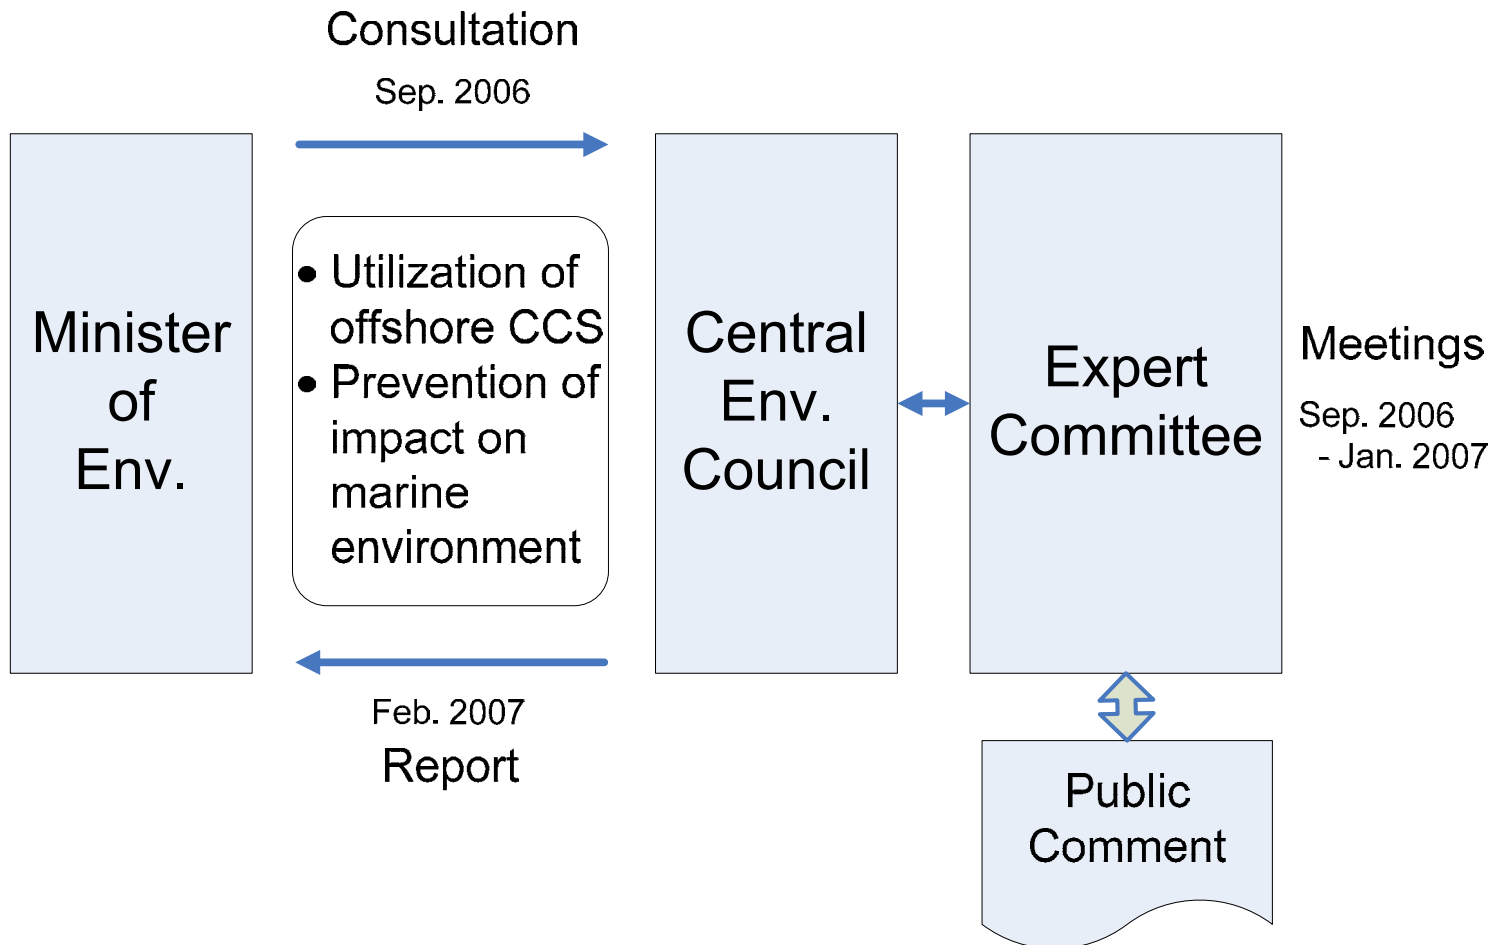 Consultation
Sep. 2006
Minister
of
Env.
• Utilization of
offshore CCS
• Prevention of
impact on
marine
environment
Feb. 2007
Report
Central
Env.
Council
Expert
Committee
Meetings
Sep. 2006
- Jan. 2007
Public
Comment